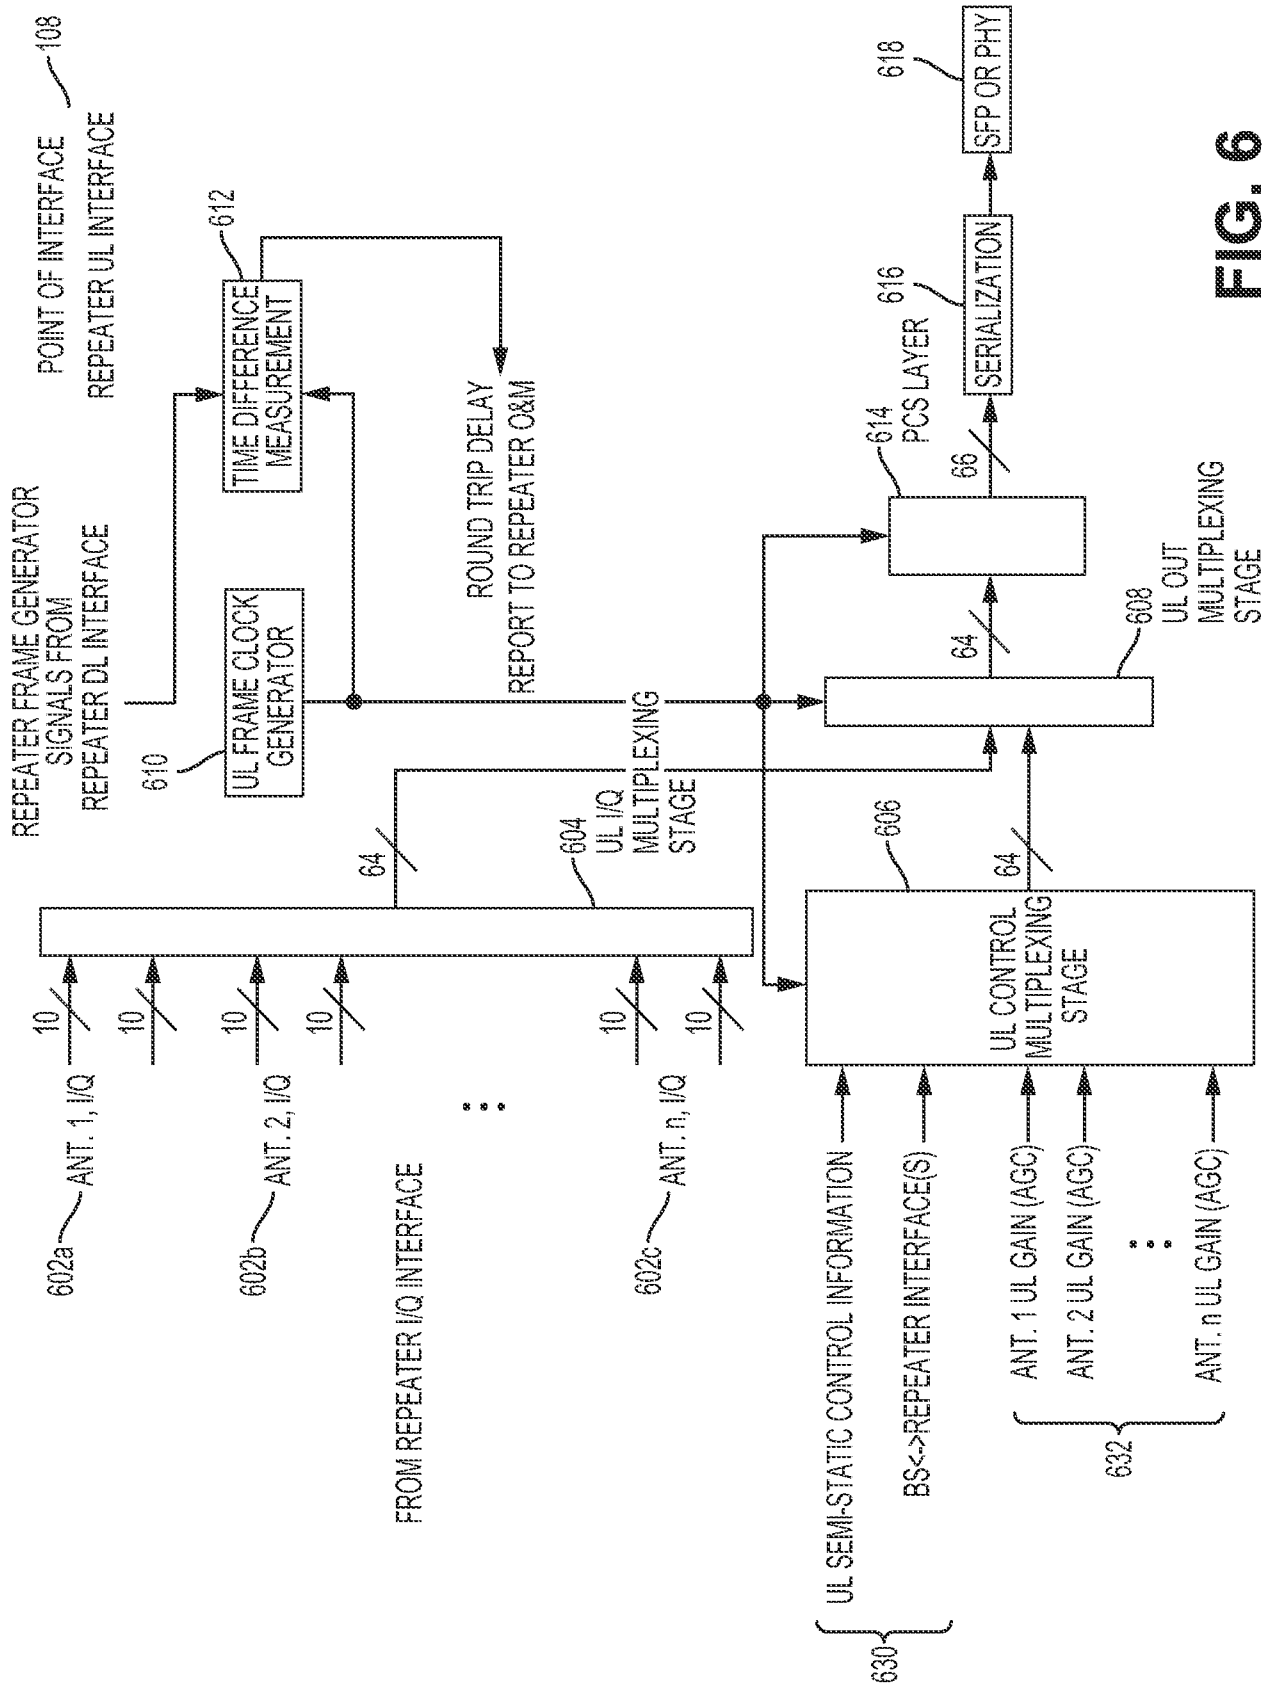 POINT OF INTERFACE
108
REPEATER UL INTERFACE
REPEATER FRAME GENERATOR
SIGNALS FROM
REPEATER DL INTERFACE
612
TIME DIFFERENCE
MEASUREMENT
610
UL FRAME CLOCK
GENERATOR
ROUND TRIP DELAY
REPORT TO REPEATER O&M
602a
ANT. 1, I/Q
10
10
602b
ANT. 2, I/Q
10
10
...
602c
ANT. n, I/Q
10
10
FROM REPEATER I/Q INTERFACE
64
604
UL I/Q
MULTIPLEXING
STAGE
630
UL SEMI-STATIC CONTROL INFORMATION
BS<->REPEATER INTERFACE(S)
632
ANT. 1 UL GAIN (AGC)
ANT. 2 UL GAIN (AGC)
...
ANT. n UL GAIN (AGC)
606
UL CONTROL
MULTIPLEXING
STAGE
64
608
UL OUT
MULTIPLEXING
STAGE
64
614
PCS LAYER
66
616
SERIALIZATION
618
SFP OR PHY
FIG. 6